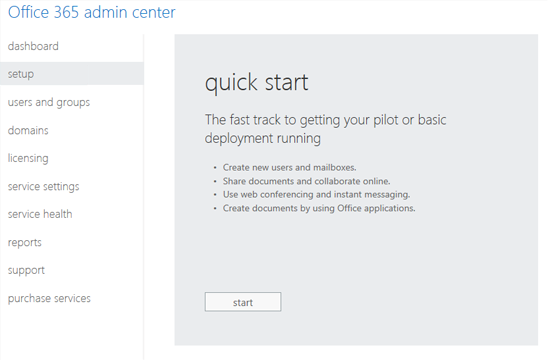 Office 365 admin center
dashboard
setup
users and groups
domains
licensing
service settings
service health
reports
support
purchase services
quick start
The fast track to getting your pilot or basic
deployment running
• Create new users and mailboxes.
• Share documents and collaborate online.
• Use web conferencing and instant messaging.
• Create documents by using Office applications.
start